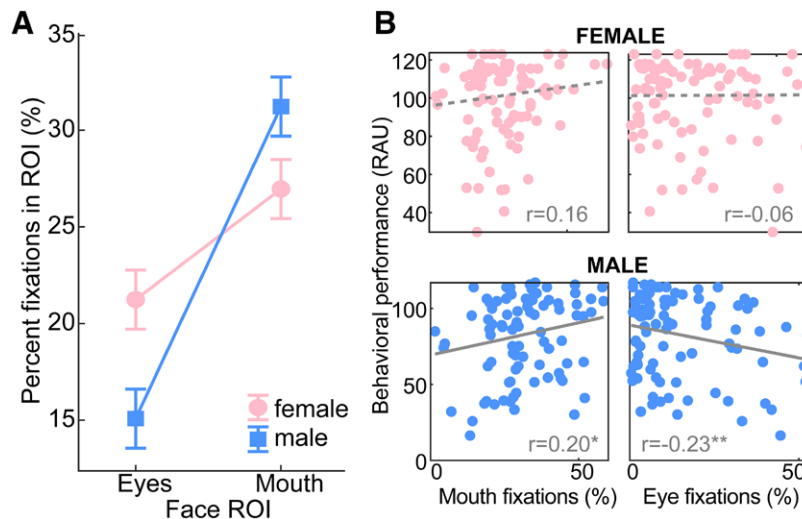 A
Percent fixations in ROI (%)
35
33
25
21
15
Eyes
Mouth
Face ROI
female
male
B
Behavioral performance (RAU)
FEMALE
120
100
80
60
40
r=0.16
r=-0.06
MALE
100
50
0
r=0.20*
r=-0.23**
0
50
0
50
Mouth fixations (%)
Eye fixations (%)